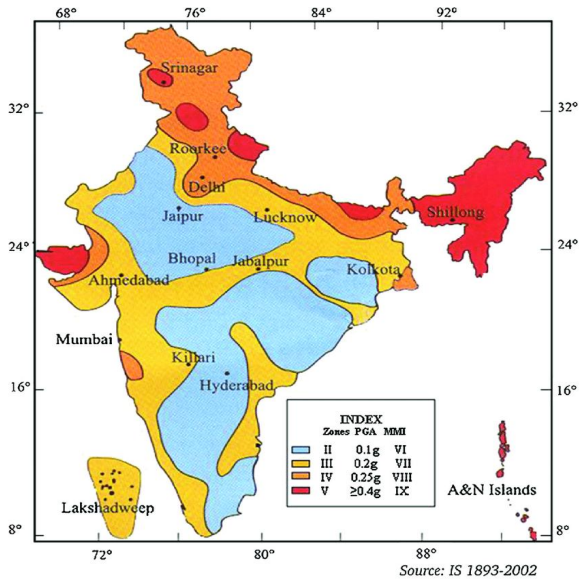 68° 76° 84° 92°
Srinagar
32° 32°
Roorkee
Delhi
Jaipur
Lucknow
Shillong
24° 24°
Bhopal
Jabalpur
Kolkota
Ahmedabad
Mumbai
Killari
Hyderabad
16° 16°
INDEX
Zones PGA MMI
II 0.1g VI
III 0.2g VII
IV 0.25g VIII
V ≥0.4g IX
A&N Islands
Lakshadweep
8° 8°
72° 80° 88°
Source: IS 1893-2002